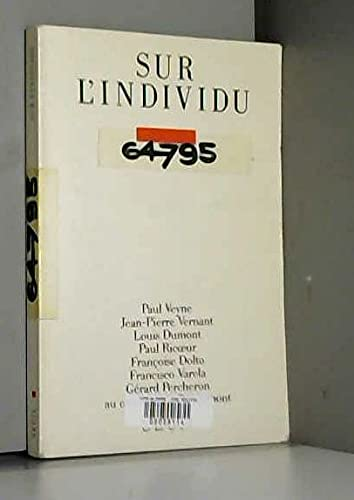 SUR
L'INDIVIDU
64795
64795
Paul Veyne
Jean-Pierre Vernant
Louis Dumont
Paul Ricœur
Françoise Dolto
Francisco Varela
Gérard Percheron
au